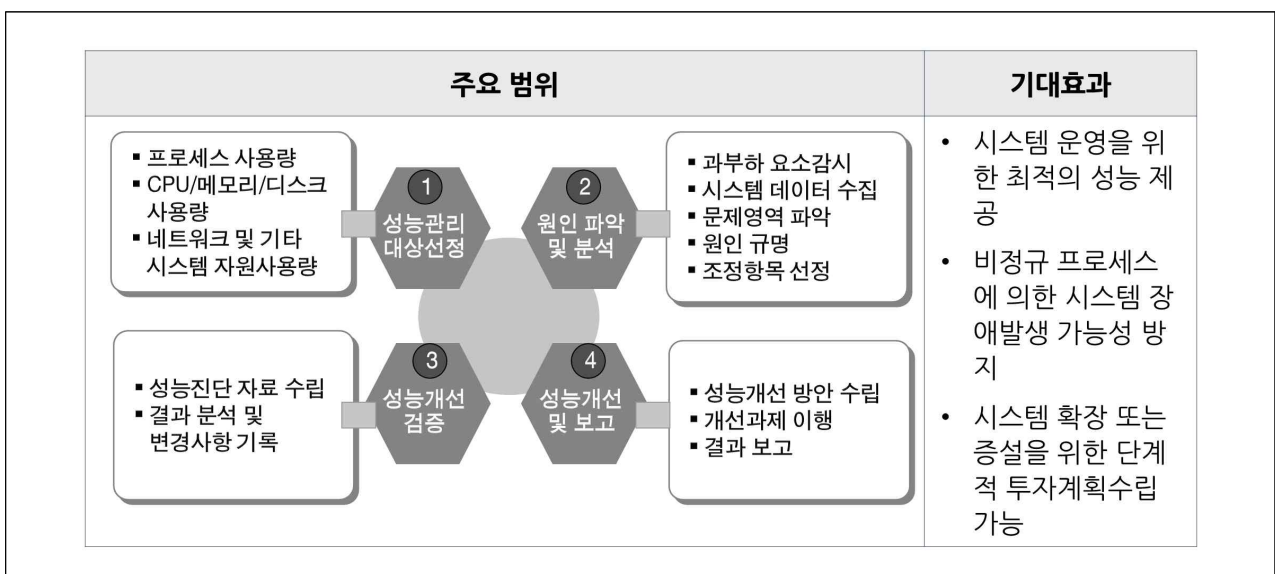 주요 범위
기대효과
▪ 프로세스 사용량
▪ CPU/메모리/디스크
사용량
▪ 네트워크 및 기타
시스템 자원사용량
1
성능관리
대상선정
2
원인 파악
및 분석
▪ 과부하 요소감시
▪ 시스템 데이터 수집
▪ 문제영역 파악
▪ 원인 규명
▪ 조정항목 선정
▪ 성능진단 자료 수립
▪ 결과 분석 및
변경사항 기록
3
성능개선
검증
4
성능개선
및 보고
▪ 성능개선 방안 수립
▪ 개선과제 이행
▪ 결과 보고
• 시스템 운영을 위
한 최적의 성능 제
공
• 비정규 프로세스
에 의한 시스템 장
애발생 가능성 방
지
• 시스템 확장 또는
증설을 위한 단계
적 투자계획수립
가능